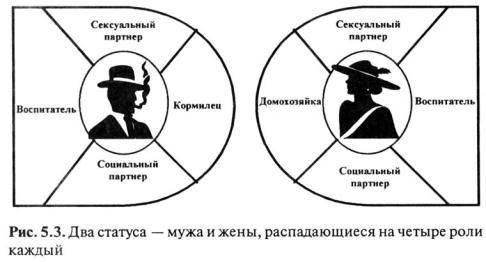 Сексуальный
партнер
Воспитатель
Кормилец
Социальный
партнер
Сексуальный
партнер
Домохозяйка
Воспитатель
Социальный
партнер
Рис. 5.3. Два статуса — мужа и жены, распадающиеся на четыре роли
каждый